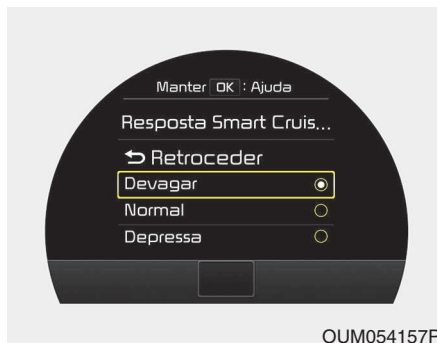 Manter OK : Ajuda
Resposta Smart Cruis...
Retroceder
Devagar
Normal
Depressa
OUM054157P